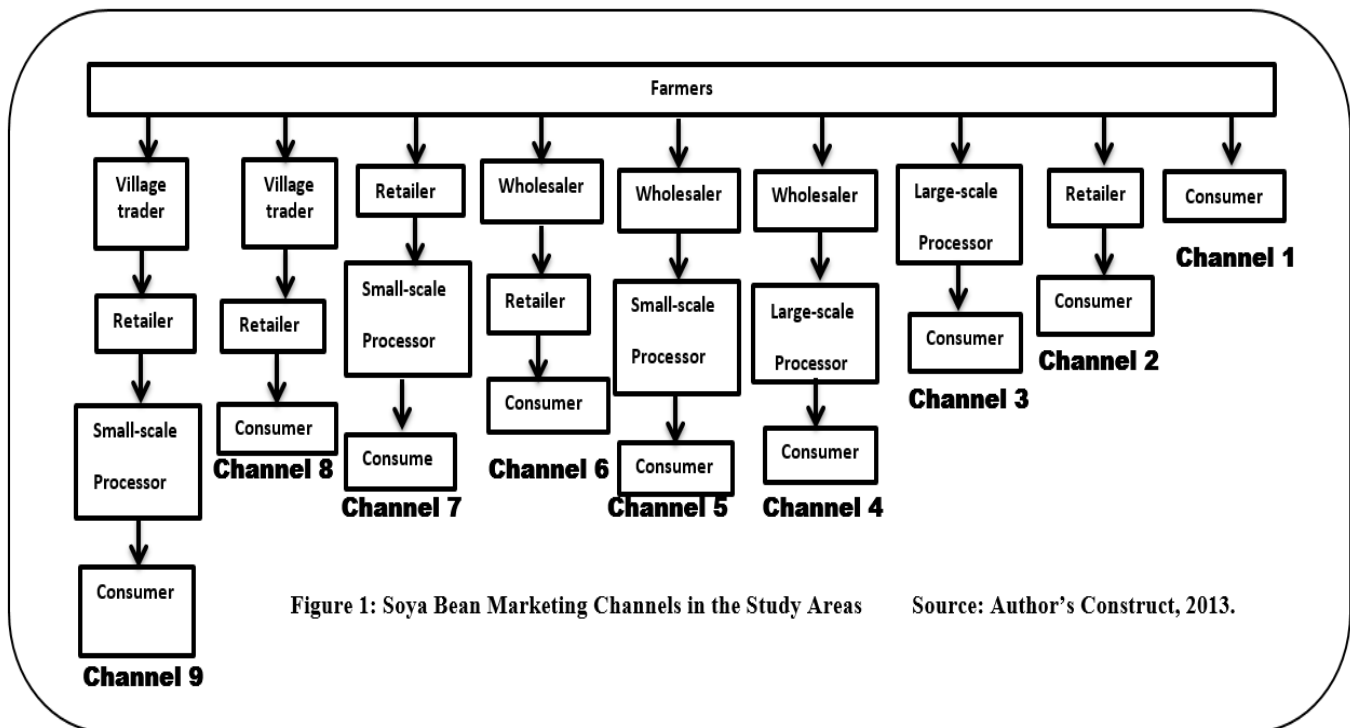 Farmers
Village
trader
Retailer
Small-scale
Processor
Consumer
Channel 9
Village
trader
Retailer
Consumer
Channel 8
Retailer
Small-scale
Processor
Consume
Channel 7
Wholesaler
Retailer
Consumer
Channel 6
Wholesaler
Small-scale
Processor
Consumer
Channel 5
Wholesaler
Large-scale
Processor
Consumer
Channel 4
Large-scale
Processor
Consumer
Channel 3
Retailer
Consumer
Channel 2
Consumer
Channel 1
Figure 1: Soya Bean Marketing Channels in the Study Areas Source: Author’s Construct, 2013.